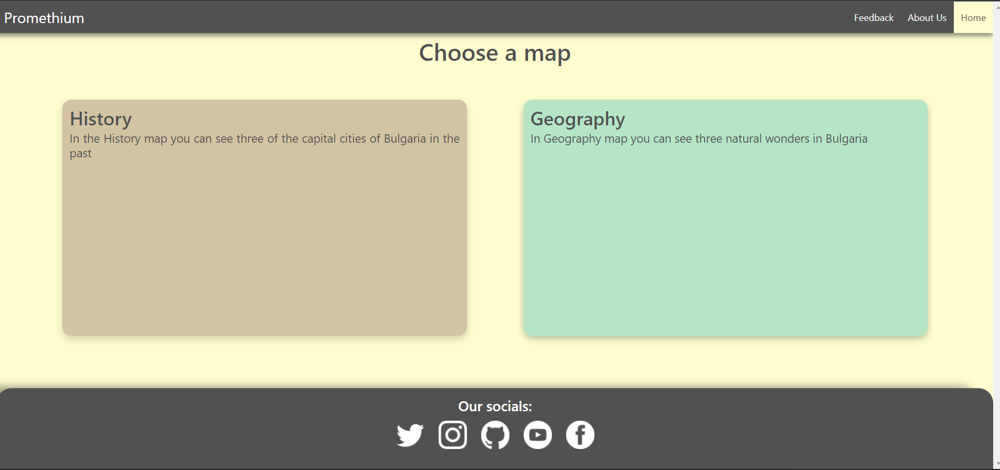 Promethium
Feedback
About Us
Home
Choose a map
History
In the History map you can see three of the capital cities of Bulgaria in the
past
Geography
In Geography map you can see three natural wonders in Bulgaria
Our socials: